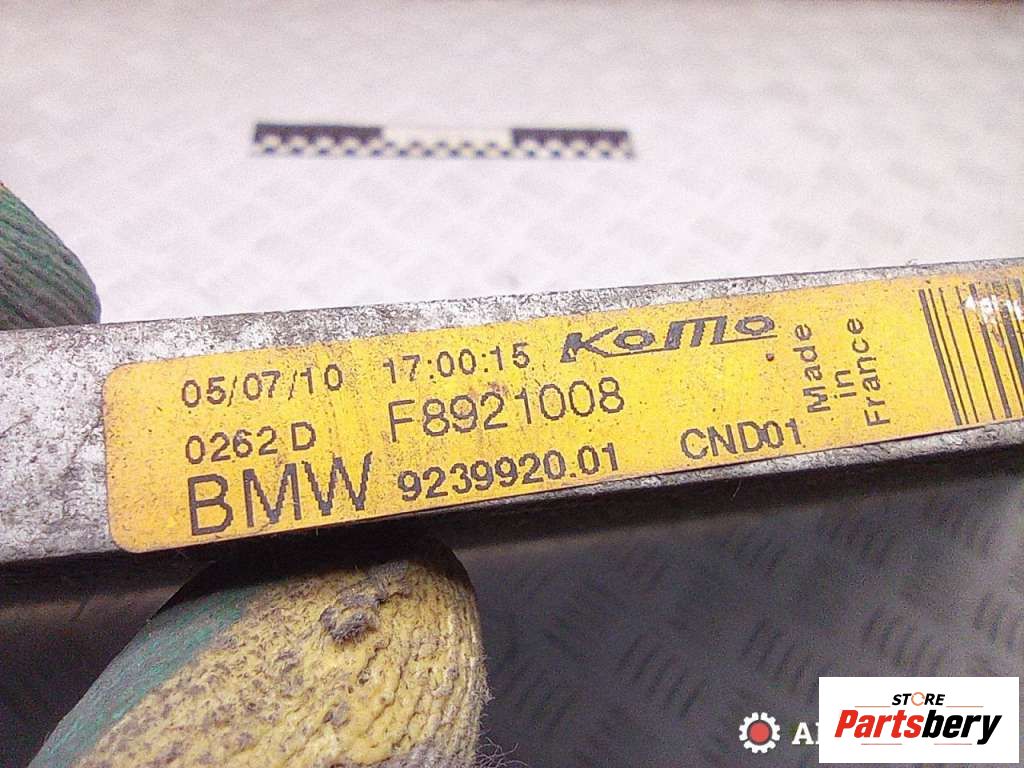 05/07/10 17:00:15 KOMO
0262 D F8921008
BMW 9239920.01 CND01
Made
in
France
STORE
Partsbery